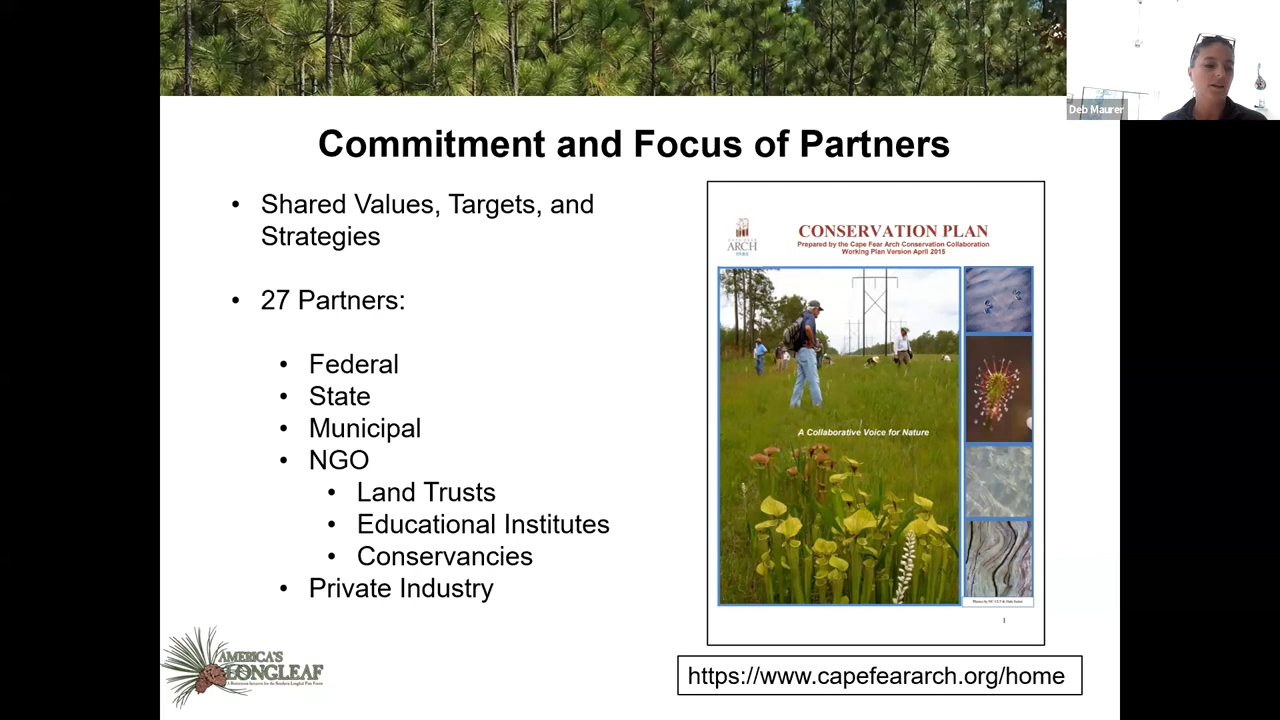 Deb Maurer
Commitment and Focus of Partners
• Shared Values, Targets, and
Strategies
• 27 Partners:
• Federal
• State
• Municipal
• NGO
• Land Trusts
• Educational Institutes
• Conservancies
• Private Industry
ARCH
CONSERVATION PLAN
Prepared by the Cape Fear Arch Conservation Collaboration
Working Plan Version April 2015
A Collaborative Voice for Nature
1
AMERICA'S
LONGLEAF
https://www.capefeararch.org/home